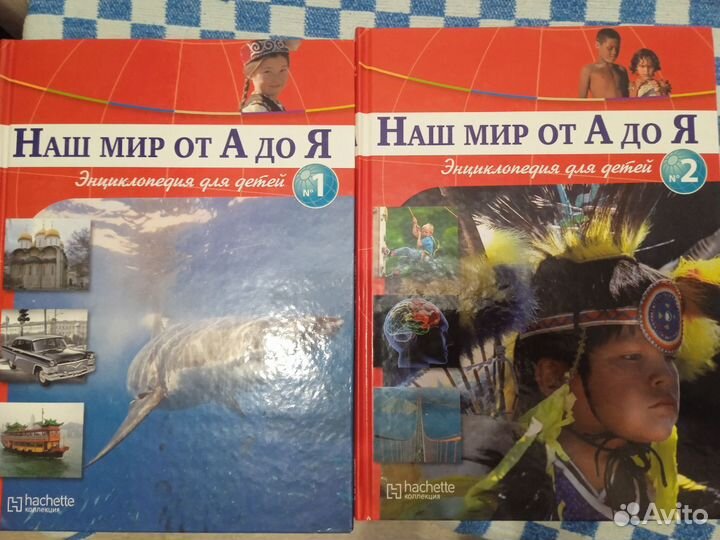 Наш мир от А до Я
Энциклопедия для детей
№1
hachette
коллекция
Наш мир от А до Я
Энциклопедия для детей
№2
hachette
коллекция
Avito